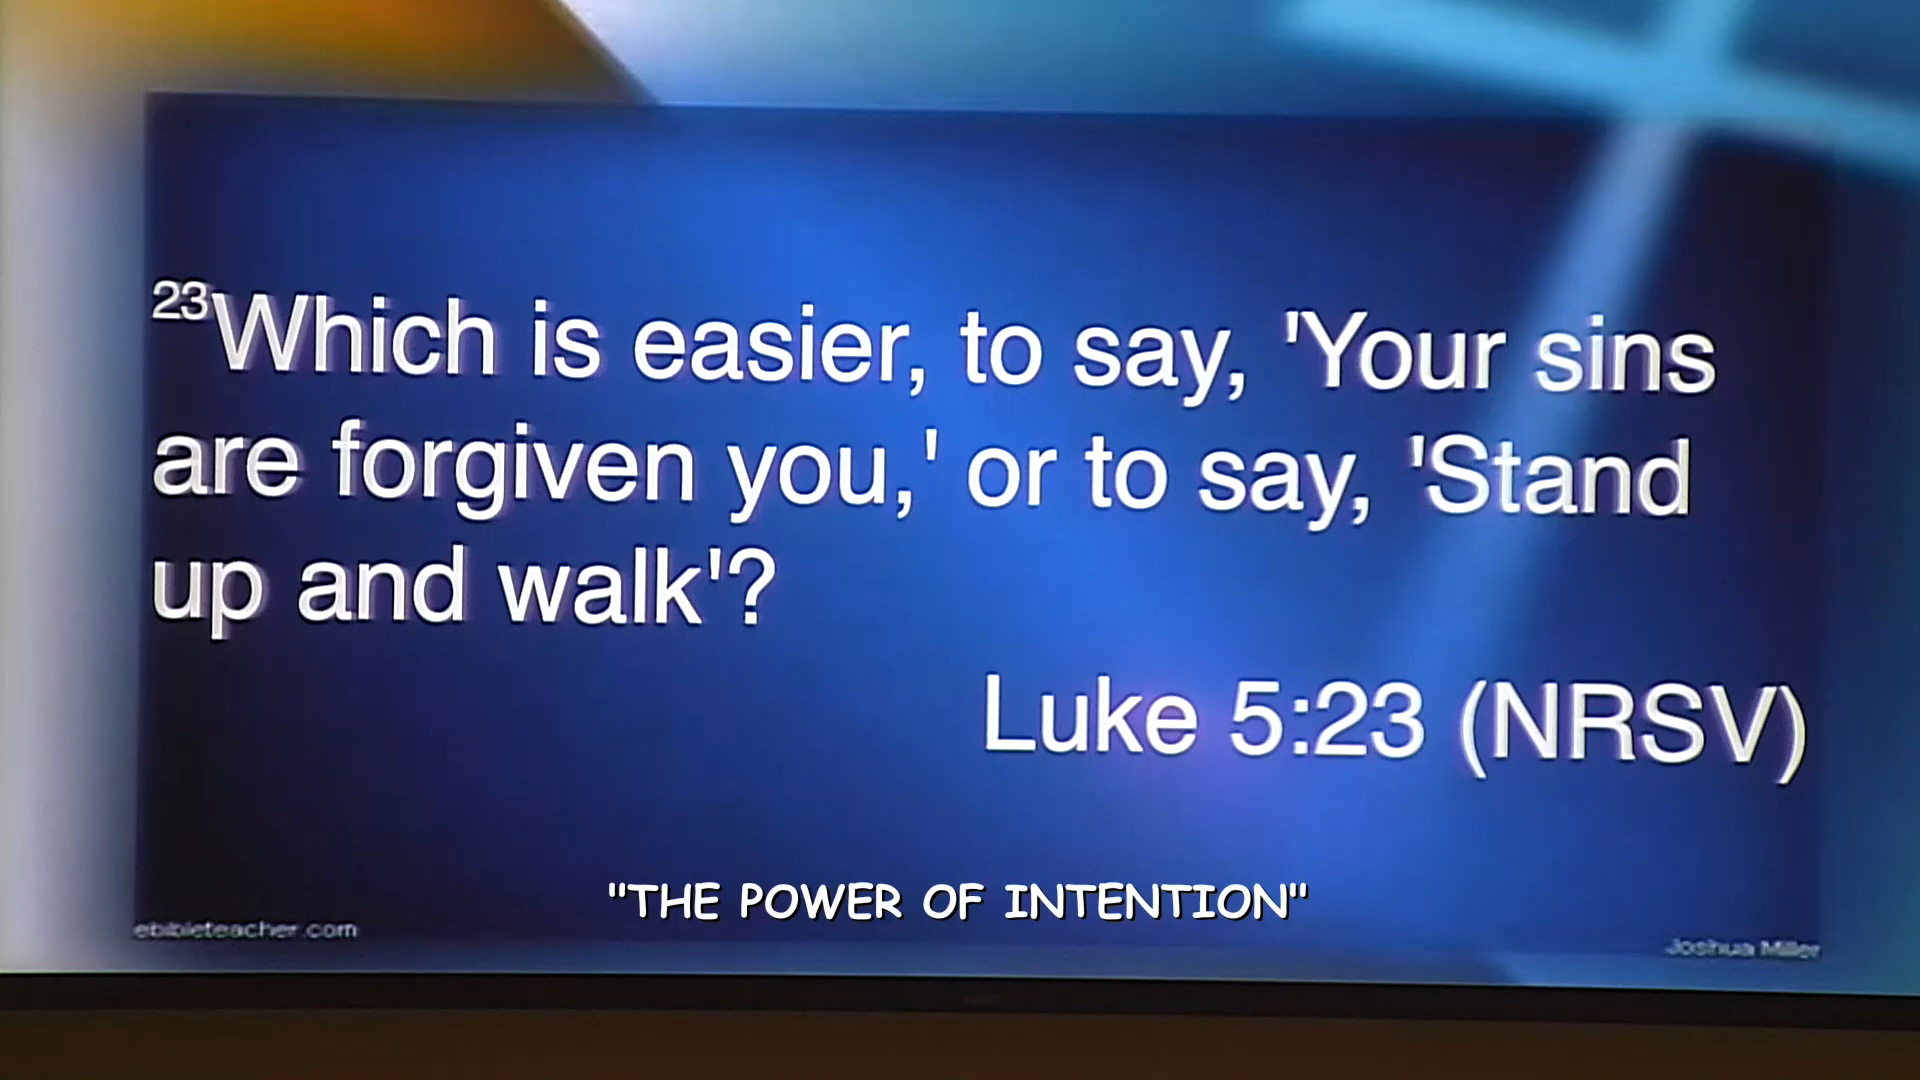 23Which is easier, to say, 'Your sins
are forgiven you,' or to say, 'Stand
up and walk'?
Luke 5:23 (NRSV)
"THE POWER OF INTENTION"
ebibleteacher.com
Joshua Miller